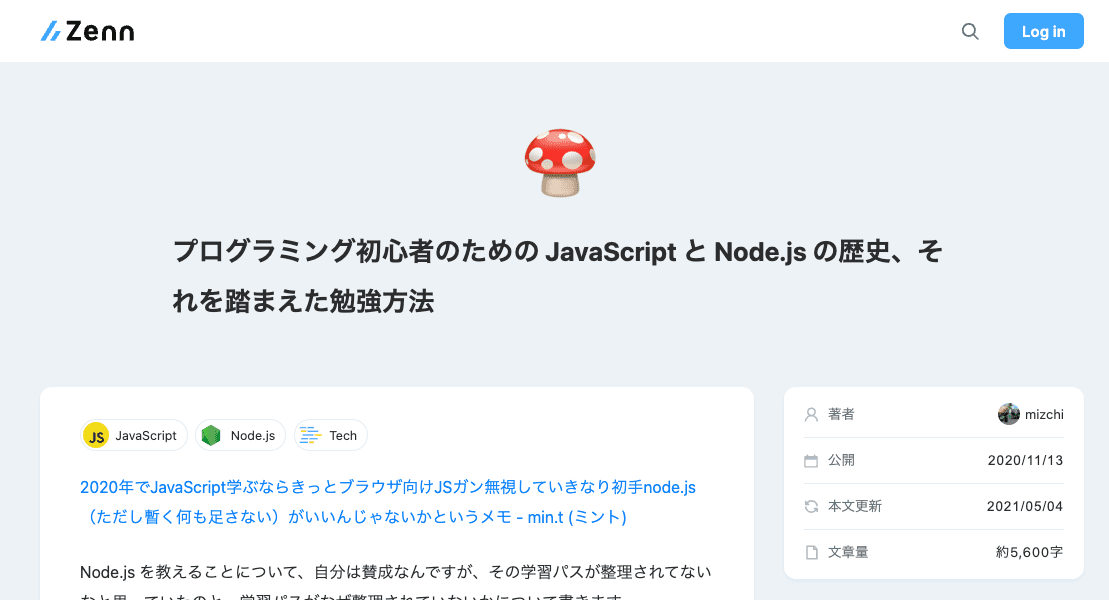 Zenn
Log in
プログラミング初心者のための JavaScript と Node.js の歴史、そ
れを踏まえた勉強方法
JS JavaScript
Node.js
Tech
2020年でJavaScript学ぶならきっとブラウザ向けJSガン無視していきなり初手node.js
（ただし暫く何も足さない）がいいんじゃないかというメモ - min.t (ミント)
Node.js を教えることについて、自分は賛成なんですが、その学習パスが整理されてない
なと思っていたのと、学習パスがなぜ整理されていないかについて書きます
著者
mizchi
公開
2020/11/13
本文更新
2021/05/04
文章量
約5,600字